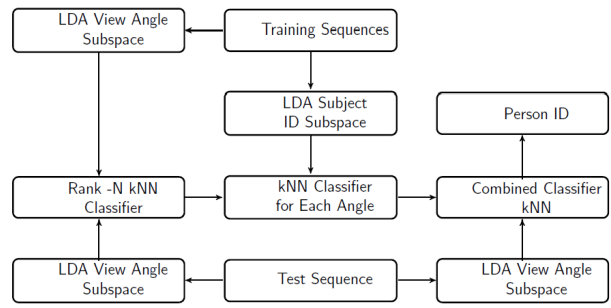 LDA View Angle
Subspace
Training Sequences
LDA Subject
ID Subspace
Person ID
Rank -N kNN
Classifier
kNN Classifier
for Each Angle
Combined Classifier
kNN
LDA View Angle
Subspace
Test Sequence
LDA View Angle
Subspace